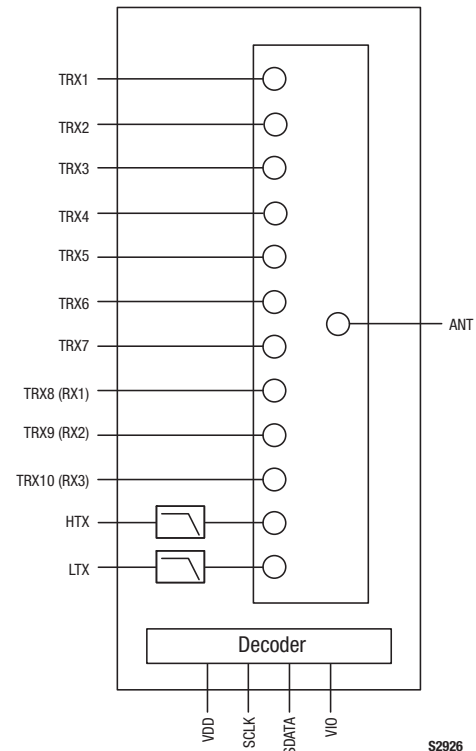 TRX1
TRX2
TRX3
TRX4
TRX5
TRX6
TRX7
ANT
TRX8 (RX1)
TRX9 (RX2)
TRX10 (RX3)
HTX
LTX
Decoder
VDD
SCLK
SDATA
VIO
S2926